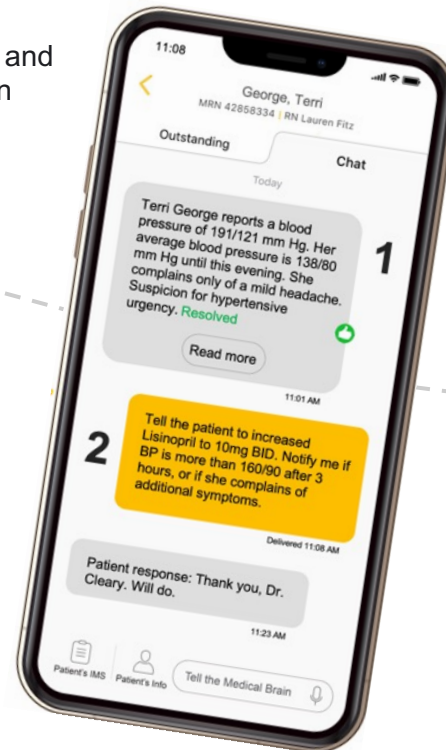 and
n
11:08
George, Terri
MRN 42858334 | RN Lauren Fitz
Outstanding
Chat
Today
Terri George reports a blood
pressure of 191/121 mm Hg. Her
average blood pressure is 138/80
mm Hg until this evening. She
complains only of a mild headache.
Suspicion for hypertensive
urgency. Resolved
1
Read more
11:01 AM
2
Tell the patient to increased
Lisinopril to 10mg BID. Notify me if
BP is more than 160/90 after 3
hours, or if she complains of
additional symptoms.
Delivered 11:08 AM
Patient response: Thank you, Dr.
Cleary. Will do.
11:23 AM
Patient's IMS
Patient's Info
Tell the Medical Brain